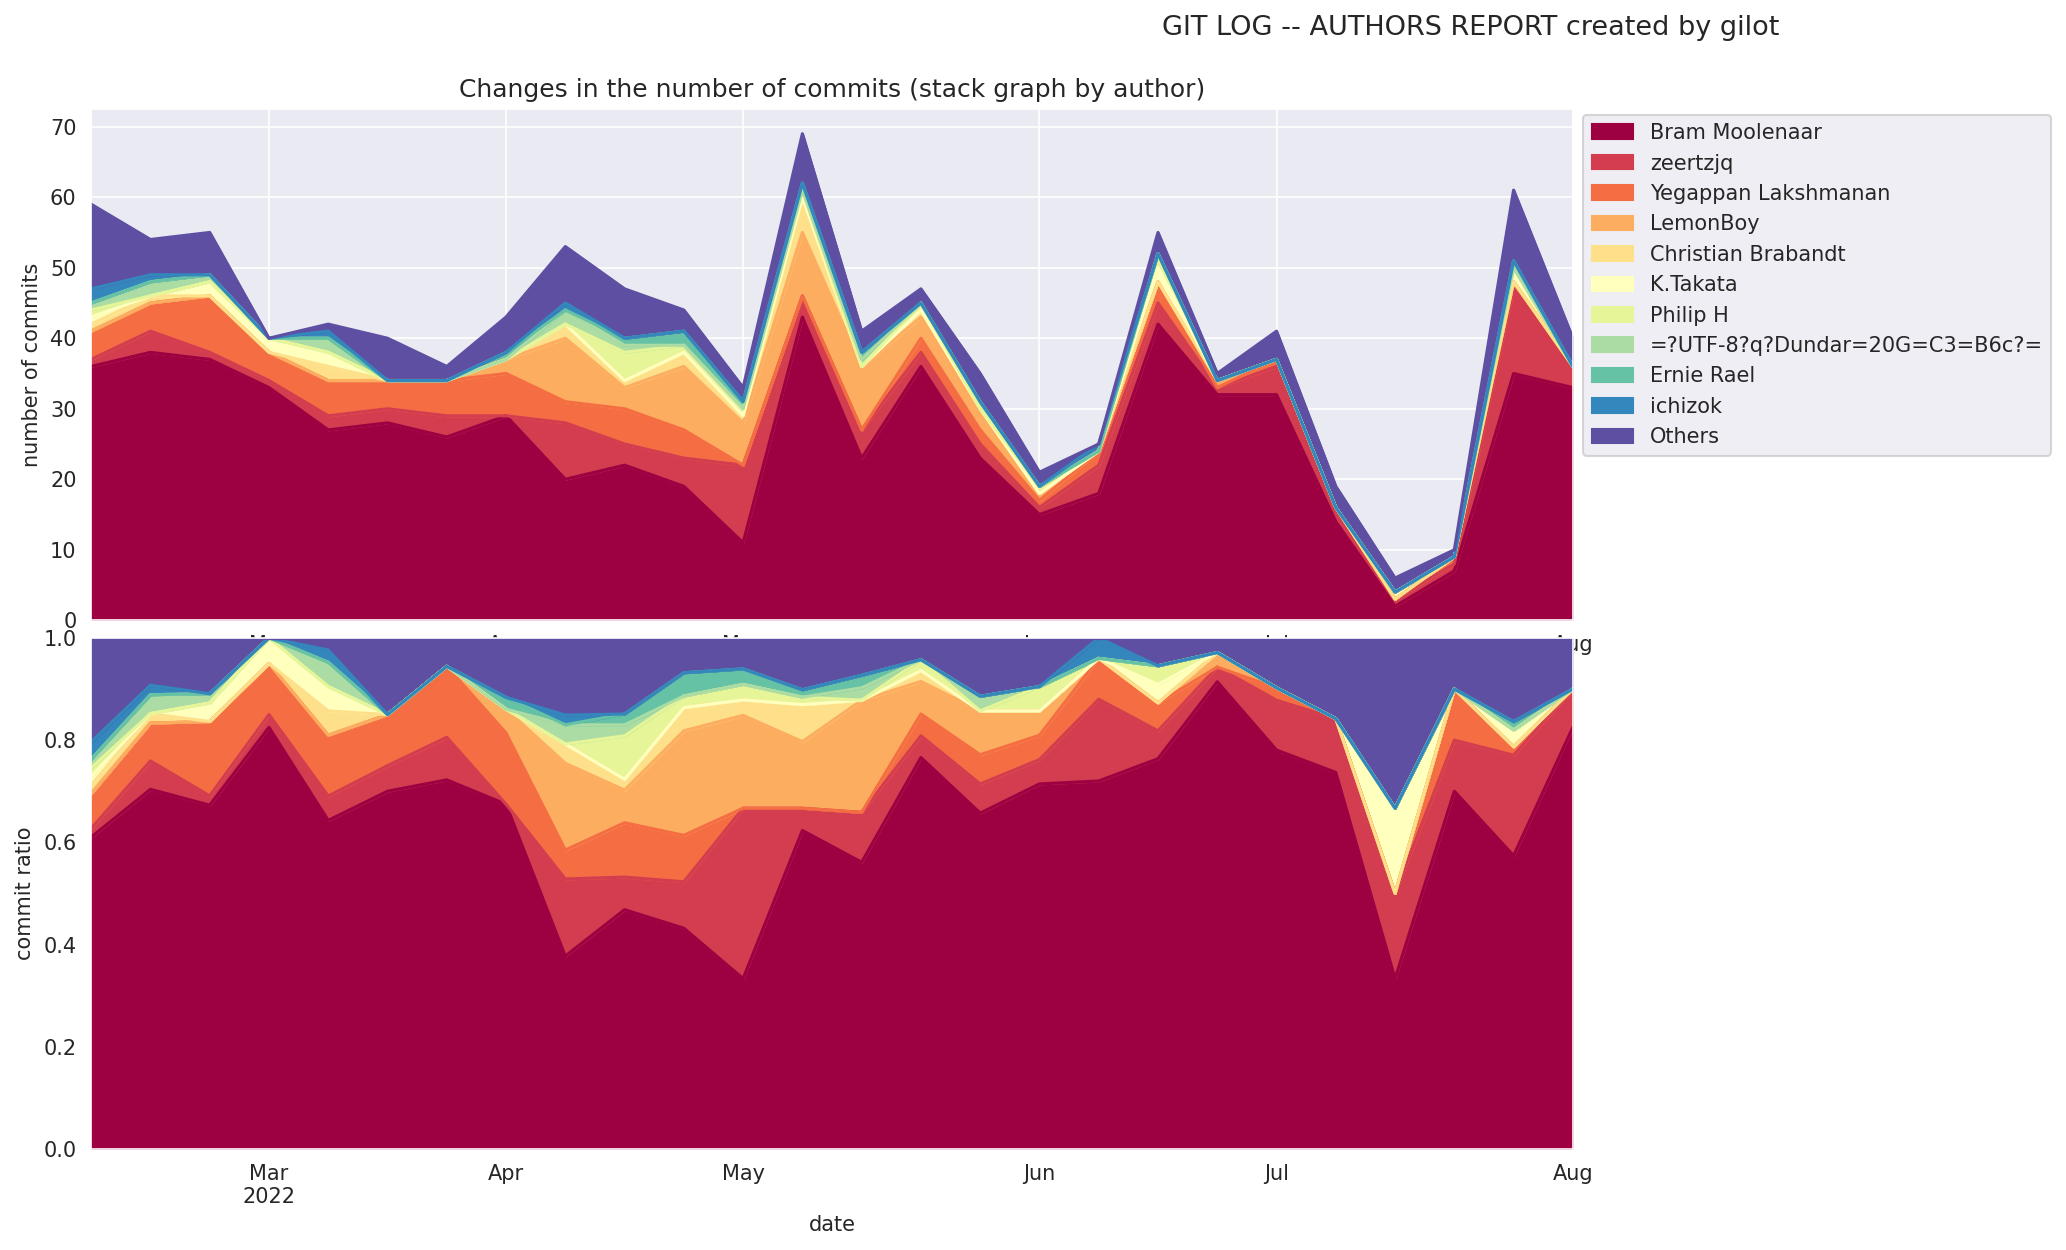 GIT LOG -- AUTHORS REPORT created by gilot
Changes in the number of commits (stack graph by author)
number of commits
70
60
50
40
30
20
10
0
Bram Moolenaar
zeertzjq
Yegappan Lakshmanan
LemonBoy
Christian Brabandt
K.Takata
Philip H
=?UTF-8?q?Dundar=20G=C3=B6c?=
Ernie Rael
ichizok
Others
commit ratio
1.0
0.8
0.6
0.4
0.2
0.0
Mar
2022
Apr
May
Jun
Jul
Aug
date